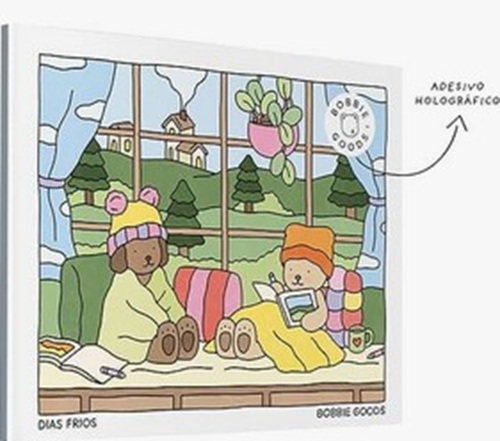 ADESIVO
HOLOGRÁFICO
BOBBIE
GOODS
DIAS FRIOS
BOBBIE GOODS